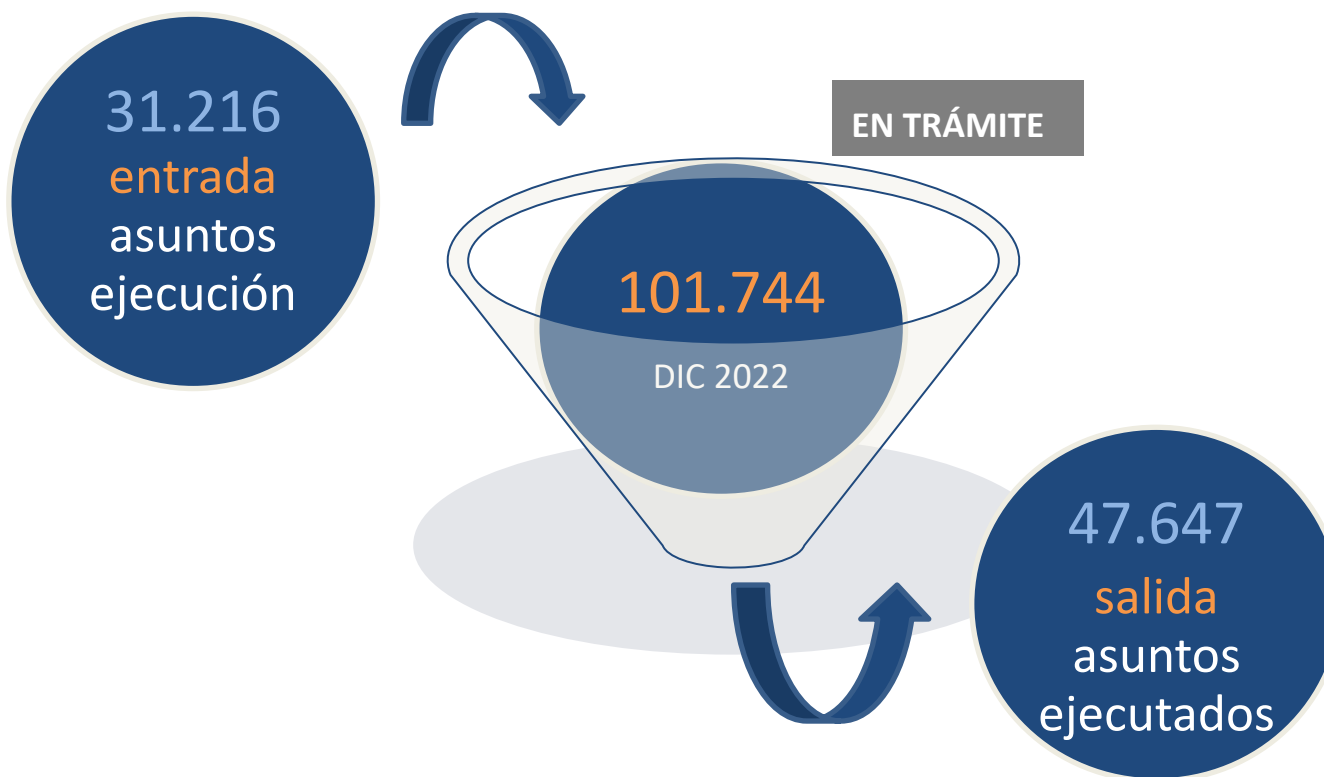 31.216
entrada
asuntos
ejecución
EN TRÁMITE
101.744
DIC 2022
47.647
salida
asuntos
ejecutados